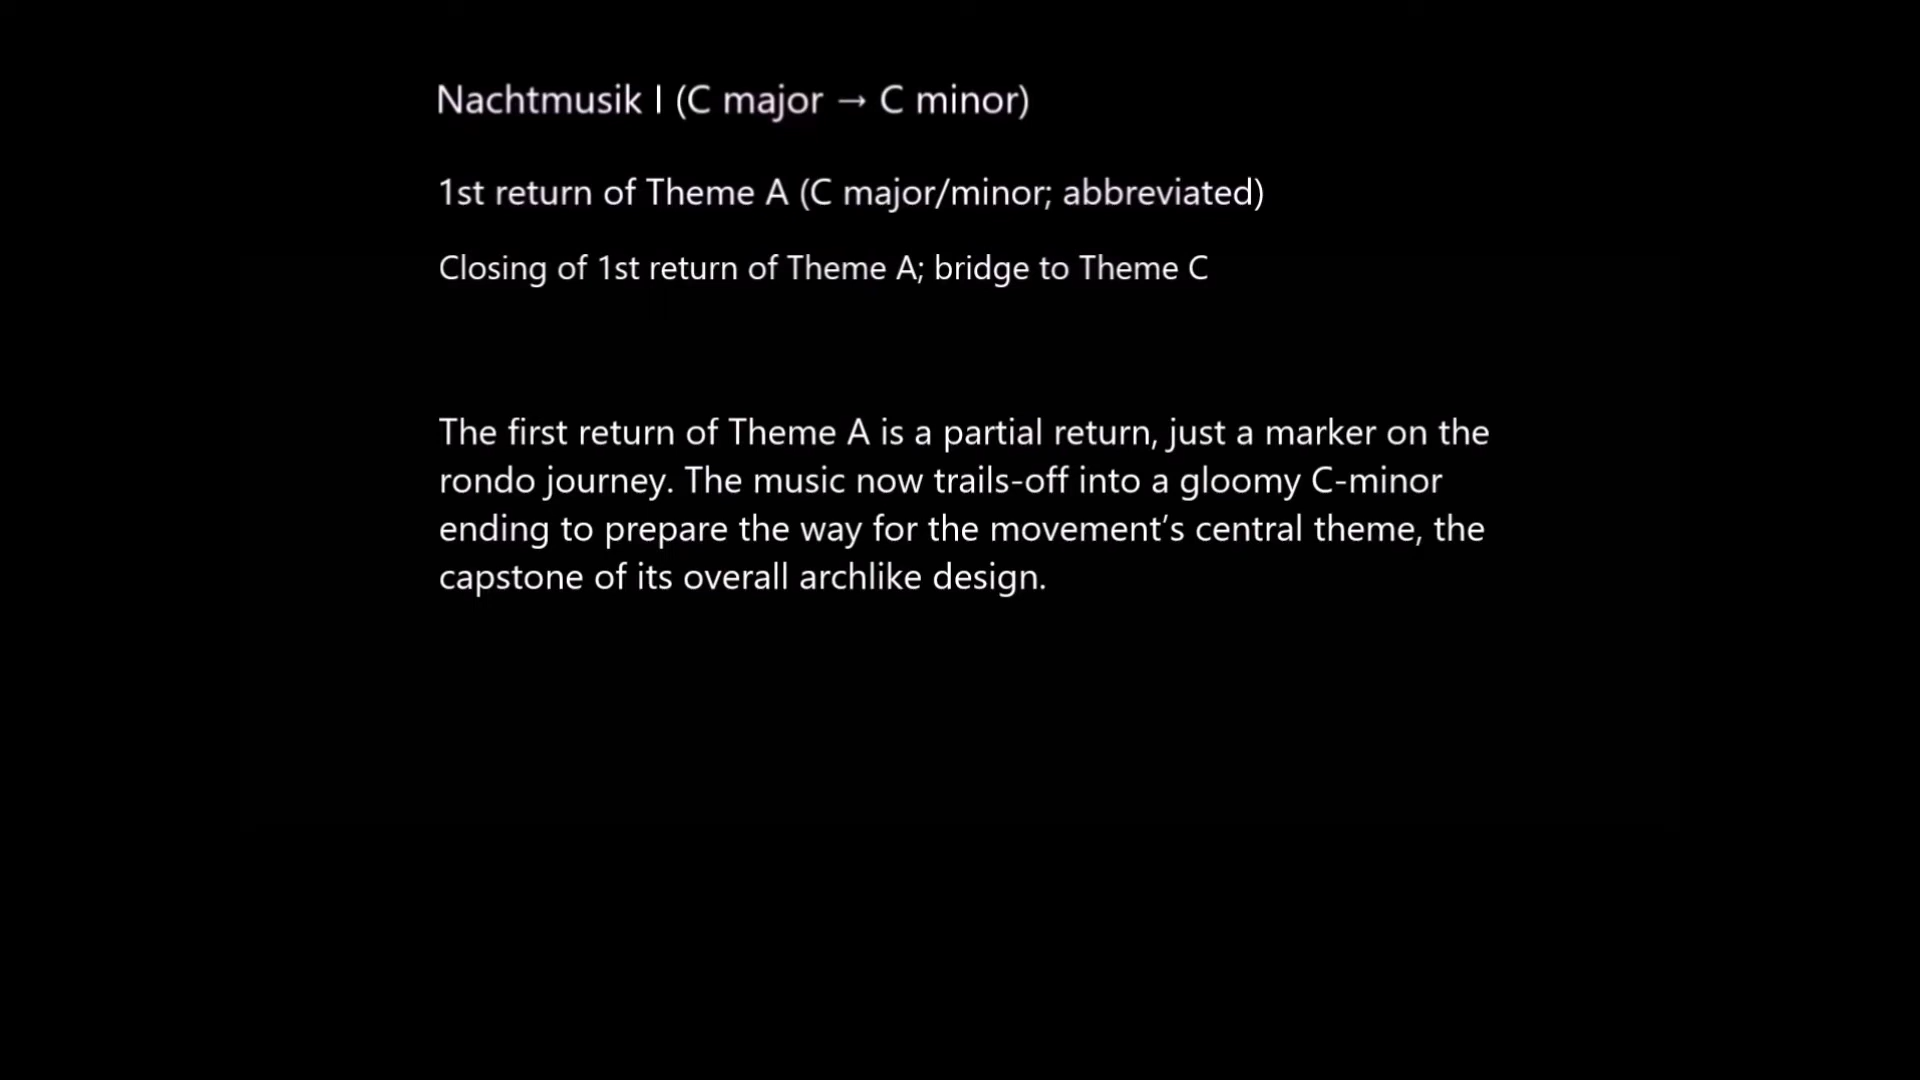 Nachtmusik I (C major → C minor)
1st return of Theme A (C major/minor; abbreviated)
Closing of 1st return of Theme A; bridge to Theme C
The first return of Theme A is a partial return, just a marker on the
rondo journey. The music now trails-off into a gloomy C-minor
ending to prepare the way for the movement’s central theme, the
capstone of its overall archlike design.